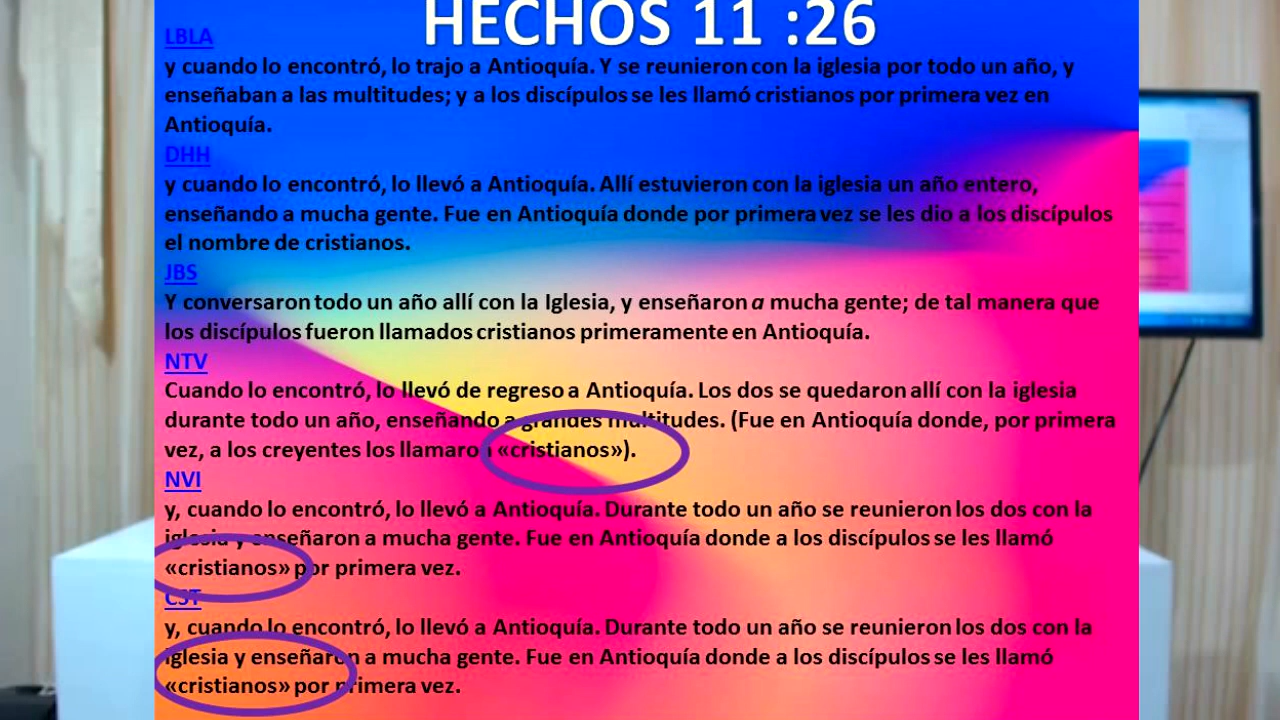 HECHOS 11 :26
LBLA
y cuando lo encontró, lo trajo a Antioquía. Y se reunieron con la iglesia por todo un año, y
enseñaban a las multitudes; y a los discípulos se les llamó cristianos por primera vez en
Antioquía.
DHH
y cuando lo encontró, lo llevó a Antioquía. Allí estuvieron con la iglesia un año entero,
enseñando a mucha gente. Fue en Antioquía donde por primera vez se les dio a los discípulos
el nombre de cristianos.
JBS
Y conversaron todo un año allí con la Iglesia, y enseñaron a mucha gente; de tal manera que
los discípulos fueron llamados cristianos primeramente en Antioquía.
NTV
Cuando lo encontró, lo llevó de regreso a Antioquía. Los dos se quedaron allí con la iglesia
durante todo un año, enseñando a grandes multitudes. (Fue en Antioquía donde, por primera
vez, a los creyentes los llamaron «cristianos»).
NVI
y, cuando lo encontró, lo llevó a Antioquía. Durante todo un año se reunieron los dos con la
iglesia y enseñaron a mucha gente. Fue en Antioquía donde a los discípulos se les llamó
«cristianos» por primera vez.
CST
y, cuando lo encontró, lo llevó a Antioquía. Durante todo un año se reunieron los dos con la
iglesia y enseñaron a mucha gente. Fue en Antioquía donde a los discípulos se les llamó
«cristianos» por primera vez.